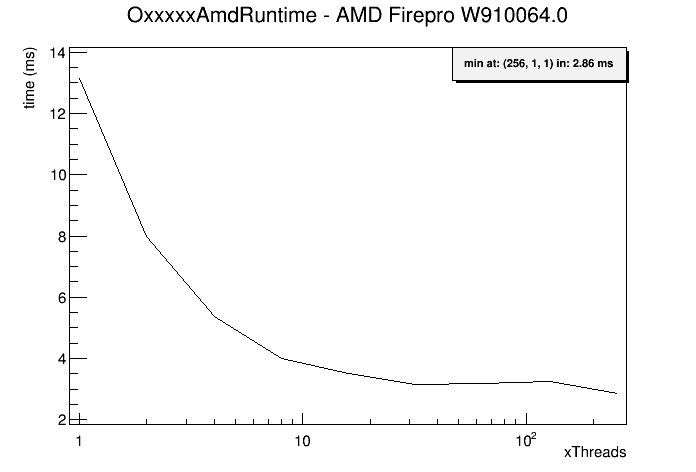 OxxxxxAmdRuntime - AMD Firepro W910064.0
time (ms)
min at: (256, 1, 1) in: 2.86 ms
14
12
10
8
6
4
2
1
10
10²
xThreads